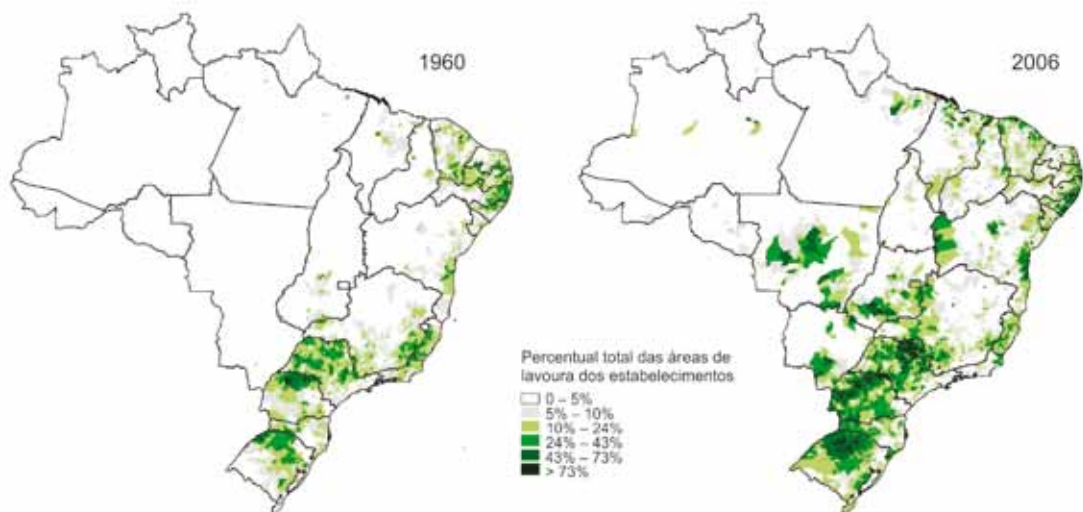 1960
2006
Percentual total das áreas de
lavoura dos estabelecimentos
0 – 5%
5% – 10%
10% – 24%
24% – 43%
43% – 73%
> 73%